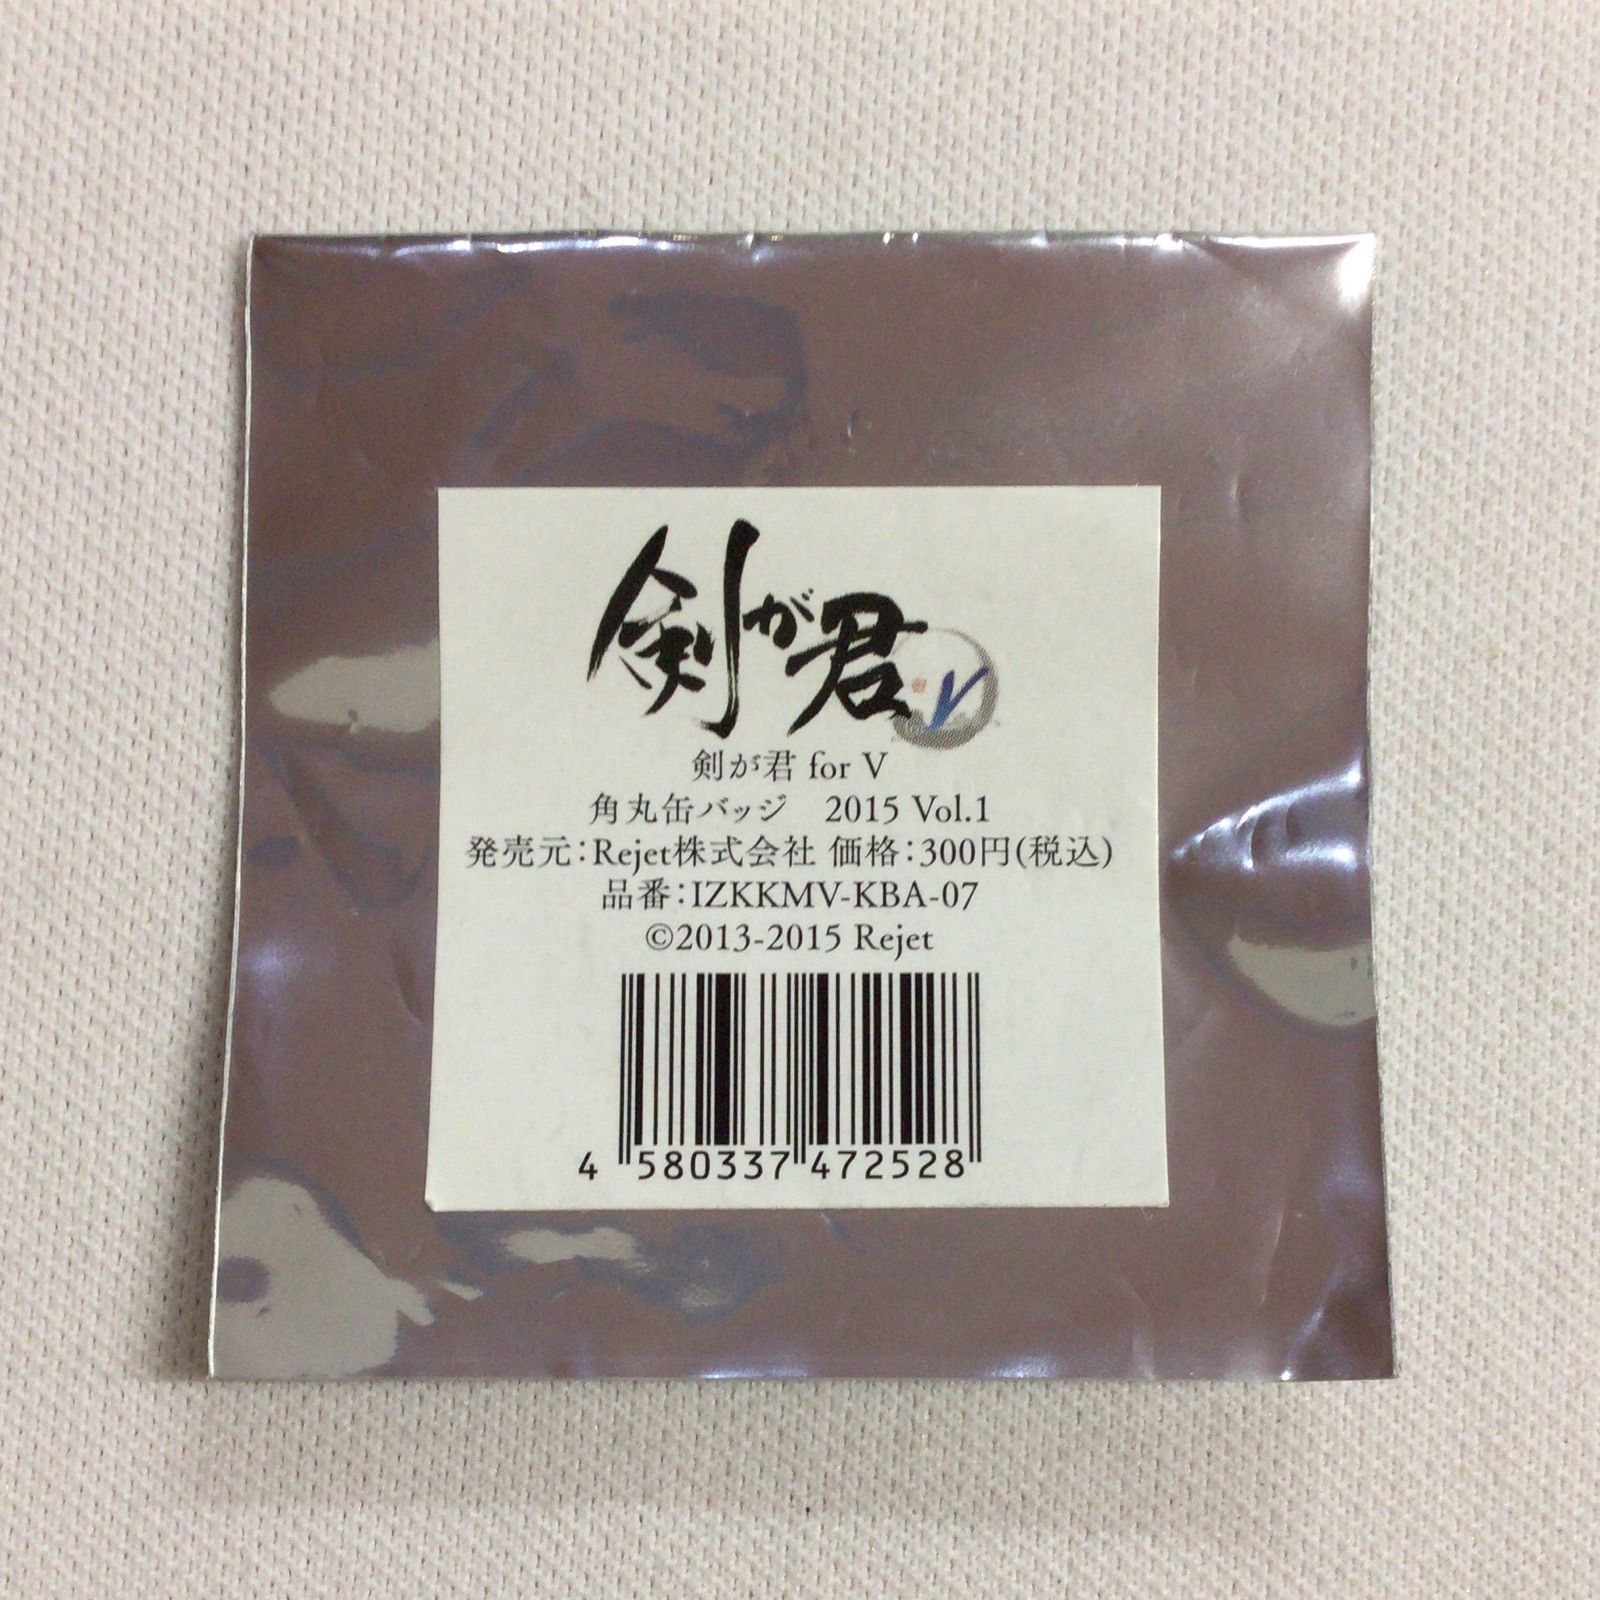 剣が君 V
剣が君 for V
角丸缶バッジ　2015 Vol.1
発売元：Rejet株式会社 価格：300円(税込)
品番：IZKKMV-KBA-07
©2013-2015 Rejet
4 580337 472528